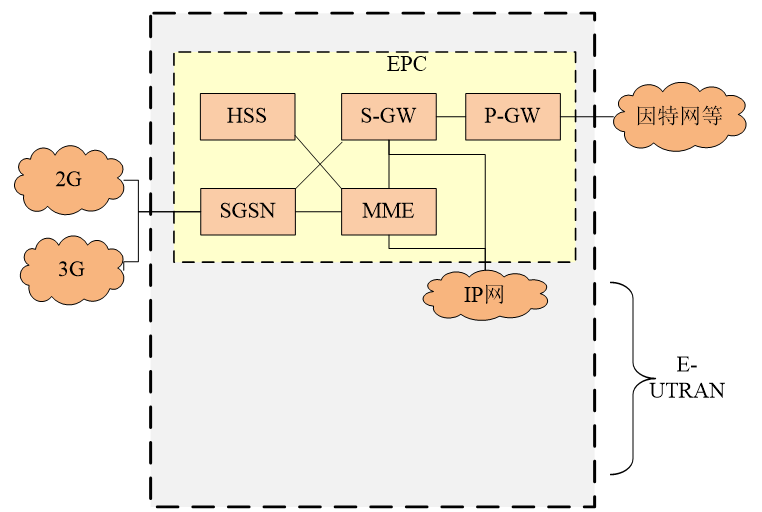 EPC
HSS
S-GW
P-GW
因特网等
2G
SGSN
MME
3G
IP网
E-
UTRAN